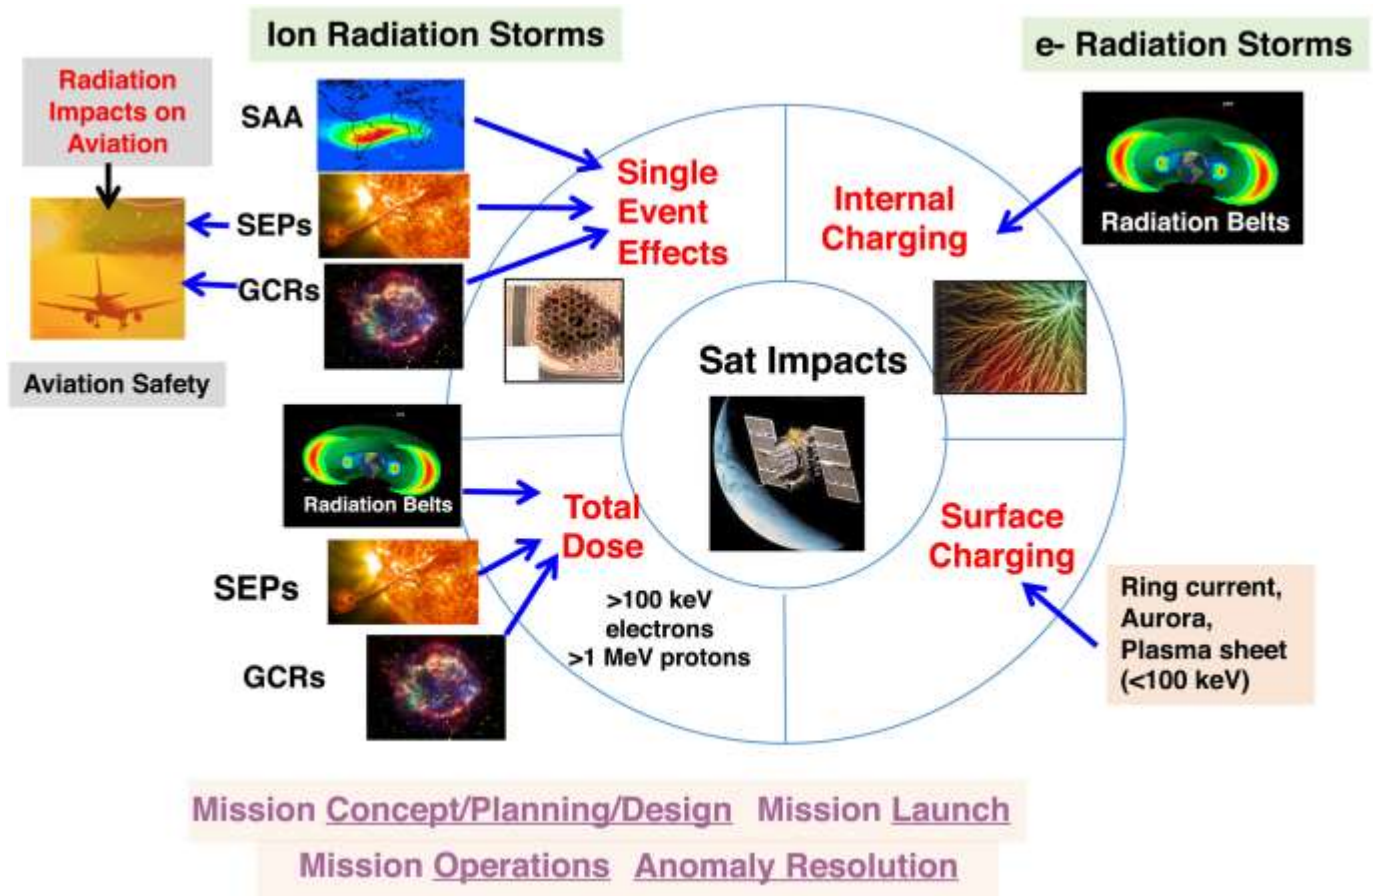 Ion Radiation Storms
e- Radiation Storms
Radiation
Impacts on
Aviation
SAA
SEPs
GCRs
Aviation Safety
Single
Event
Effects
Internal
Charging
Radiation Belts
Sat Impacts
Radiation Belts
SEPs
GCRs
Total
Dose
>100 keV
electrons
>1 MeV protons
Surface
Charging
Ring current,
Aurora,
Plasma sheet
(<100 keV)
Mission Concept/Planning/Design Mission Launch
Mission Operations Anomaly Resolution